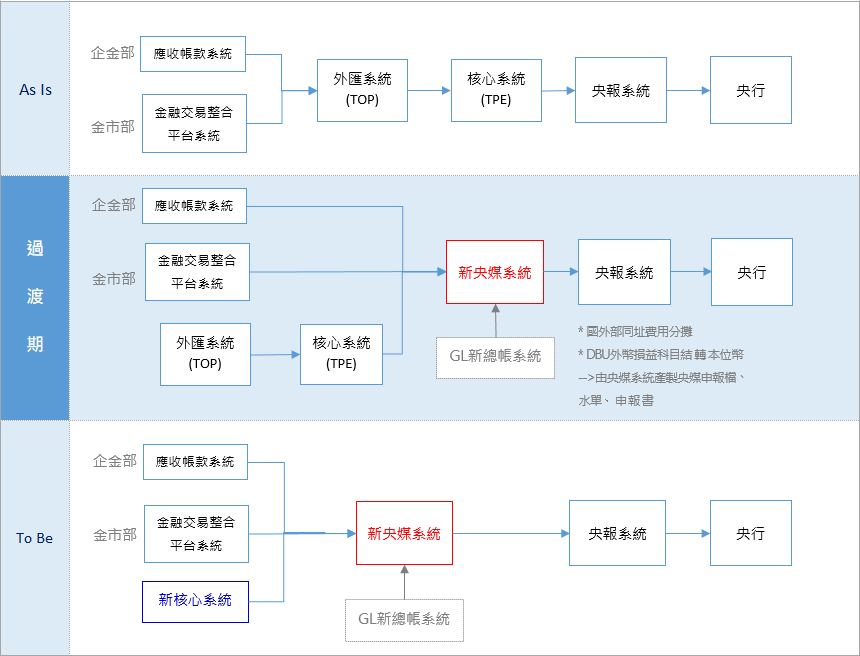 As Is
企金部
應收帳款系統
金市部
金融交易整合
平台系統
外匯系統
(TOP)
核心系統
(TPE)
央報系統
央行
過
渡
期
企金部
應收帳款系統
金市部
金融交易整合
平台系統
外匯系統
(TOP)
核心系統
(TPE)
新央媒系統
GL新總帳系統
央報系統
央行
* 國外部同址費用分攤
* DBU外幣損益科目結轉本位幣
-->由央媒系統產製央媒申報檔、
水單、申報書
To Be
企金部
應收帳款系統
金市部
金融交易整合
平台系統
新核心系統
新央媒系統
GL新總帳系統
央報系統
央行